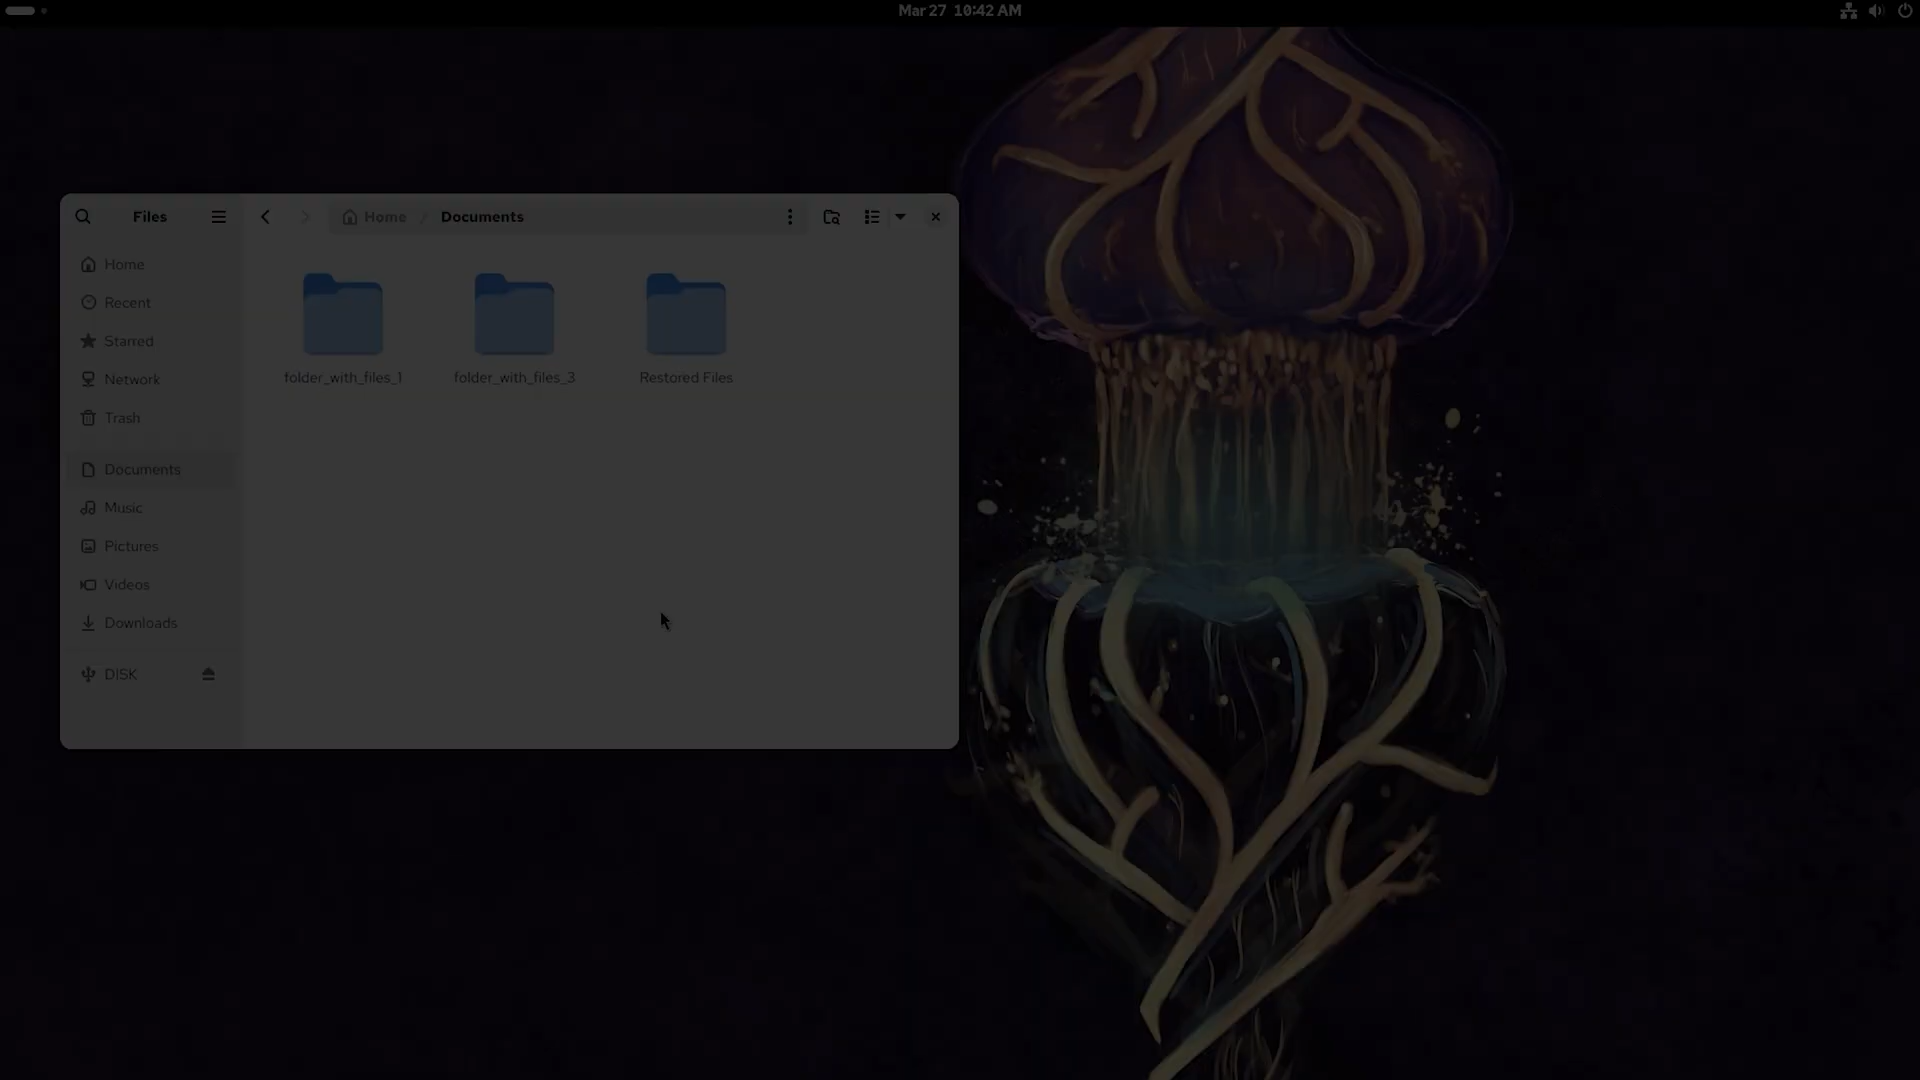 Mar 27 10:42 AM
Files
Home / Documents
Home
Recent
Starred
Network
Trash
Documents
Music
Pictures
Videos
Downloads
DISK
folder_with_files_1
folder_with_files_3
Restored Files